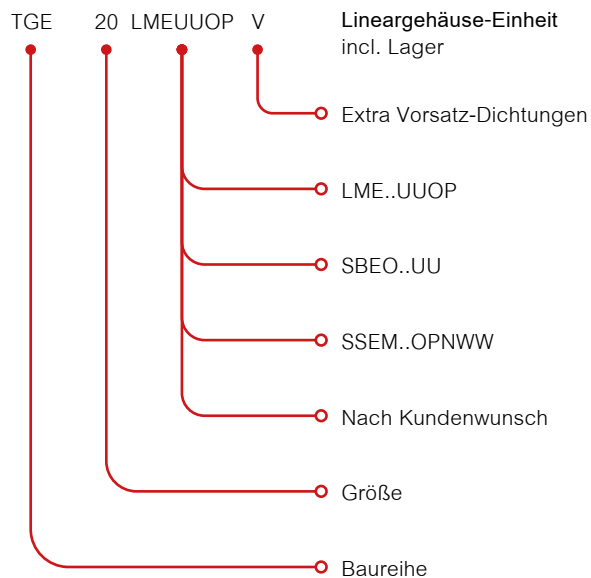 TGE 20 LMEUUOP V Lineargehäuse-Einheit
incl. Lager
Extra Vorsatz-Dichtungen
LME..UUOP
SBEO..UU
SSEM..OPNWW
Nach Kundenwunsch
Größe
Baureihe